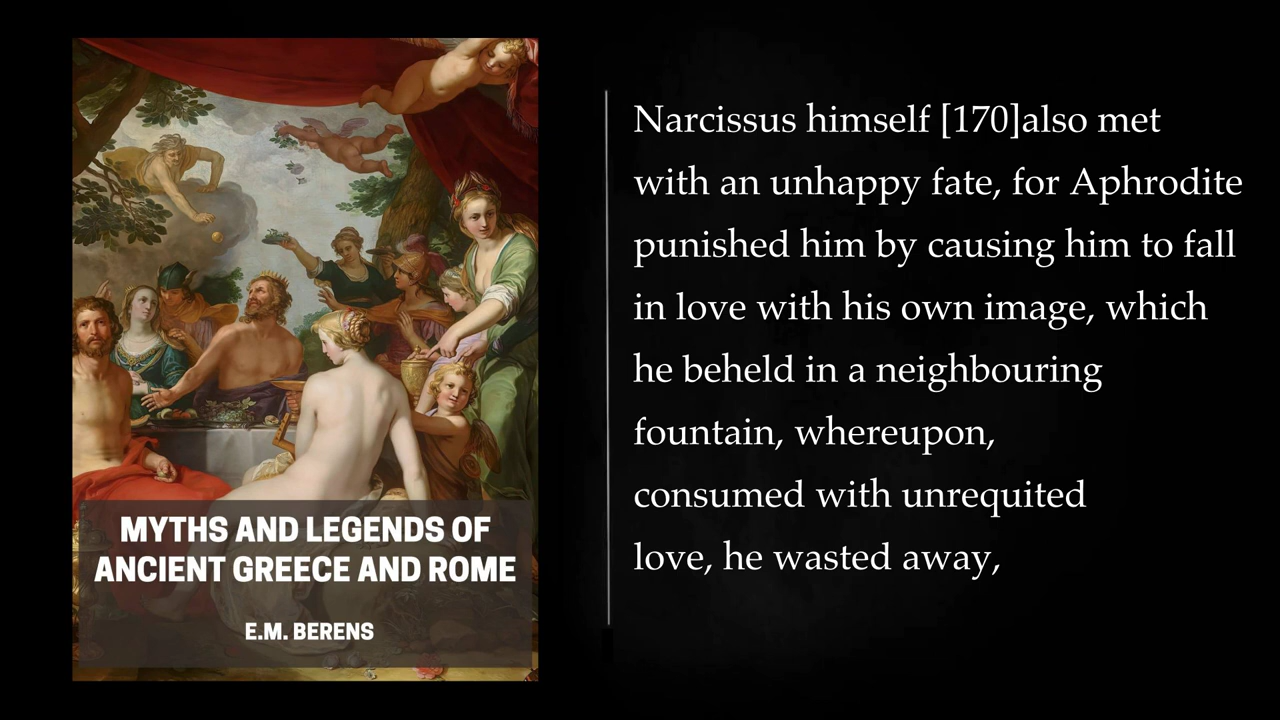 MYTHS AND LEGENDS OF
ANCIENT GREECE AND ROME
E.M. BERENS
Narcissus himself [170]also met
with an unhappy fate, for Aphrodite
punished him by causing him to fall
in love with his own image, which
he beheld in a neighbouring
fountain, whereupon,
consumed with unrequited
love, he wasted away,